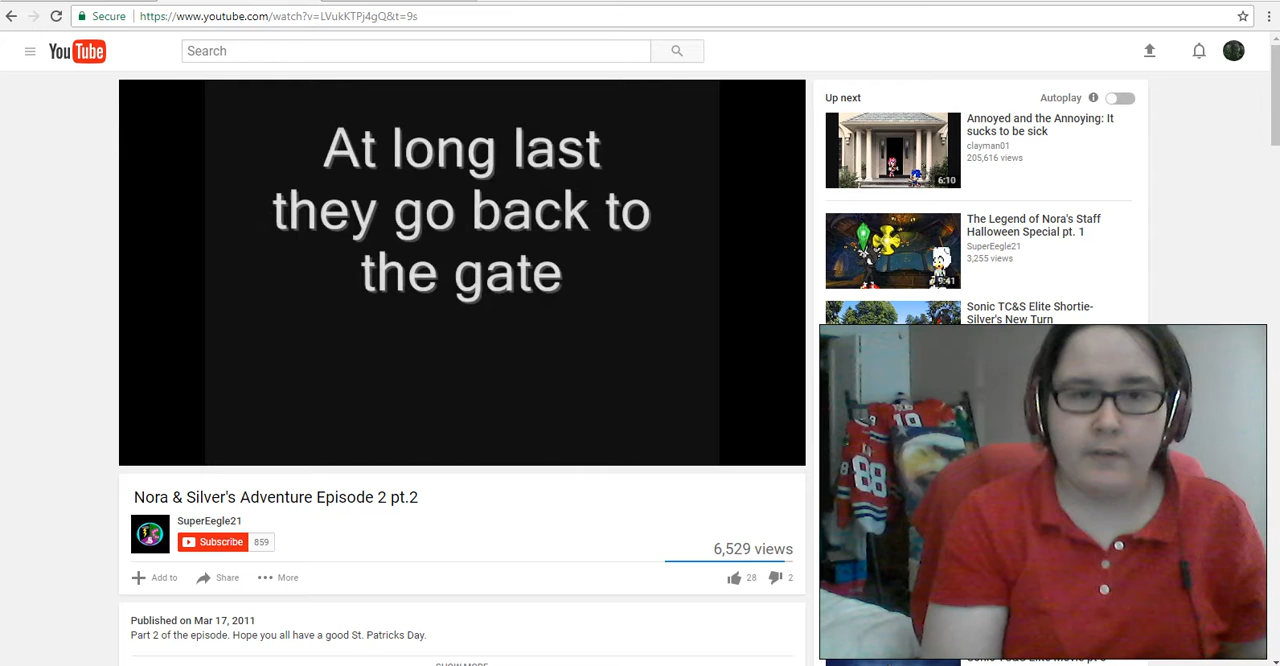 Secure https://www.youtube.com/watch?v=LVukKTPj4gQ&t=9s
YouTube
Search
At long last
they go back to
the gate
Nora & Silver's Adventure Episode 2 pt.2
SuperEegle21
Subscribe 859
6,529 views
Add to Share More
28 2
Published on Mar 17, 2011
Part 2 of the episode. Hope you all have a good St. Patricks Day.
SHOW MORE
Up next Autoplay
Annoyed and the Annoying: It
sucks to be sick
clayman01
205,616 views
6:10
The Legend of Nora's Staff
Halloween Special pt. 1
SuperEegle21
3,255 views
9:41
Sonic TC&S Elite Shortie-
Silver's New Turn
88
19